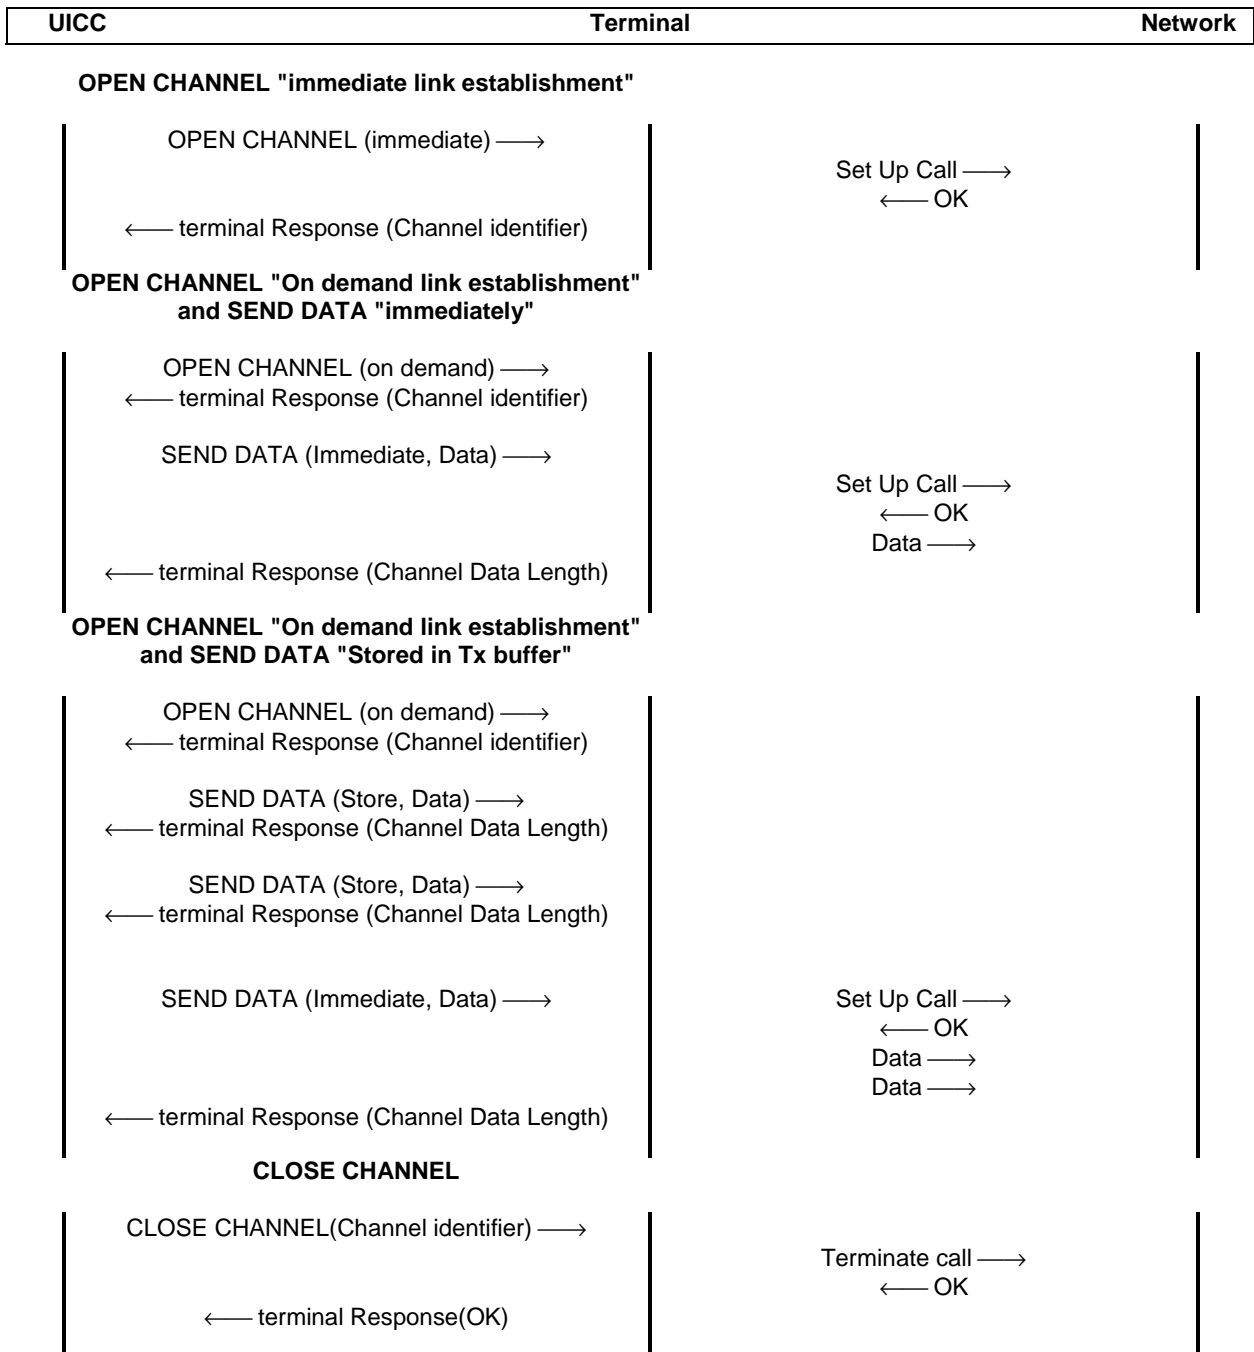 UICC Terminal Network
OPEN CHANNEL "immediate link establishment"
OPEN CHANNEL (immediate) ⟶
Set Up Call ⟶
⟵ OK
⟵ terminal Response (Channel identifier)
OPEN CHANNEL "On demand link establishment"
and SEND DATA "immediately"
OPEN CHANNEL (on demand) ⟶
⟵ terminal Response (Channel identifier)
SEND DATA (Immediate, Data) ⟶
Set Up Call ⟶
⟵ OK
Data ⟶
⟵ terminal Response (Channel Data Length)
OPEN CHANNEL "On demand link establishment"
and SEND DATA "Stored in Tx buffer"
OPEN CHANNEL (on demand) ⟶
⟵ terminal Response (Channel identifier)
SEND DATA (Store, Data) ⟶
⟵ terminal Response (Channel Data Length)
SEND DATA (Store, Data) ⟶
⟵ terminal Response (Channel Data Length)
SEND DATA (Immediate, Data) ⟶ Set Up Call ⟶
⟵ OK
Data ⟶
Data ⟶
⟵ terminal Response (Channel Data Length)
CLOSE CHANNEL
CLOSE CHANNEL(Channel identifier) ⟶
Terminate call ⟶
⟵ OK
⟵ terminal Response(OK)